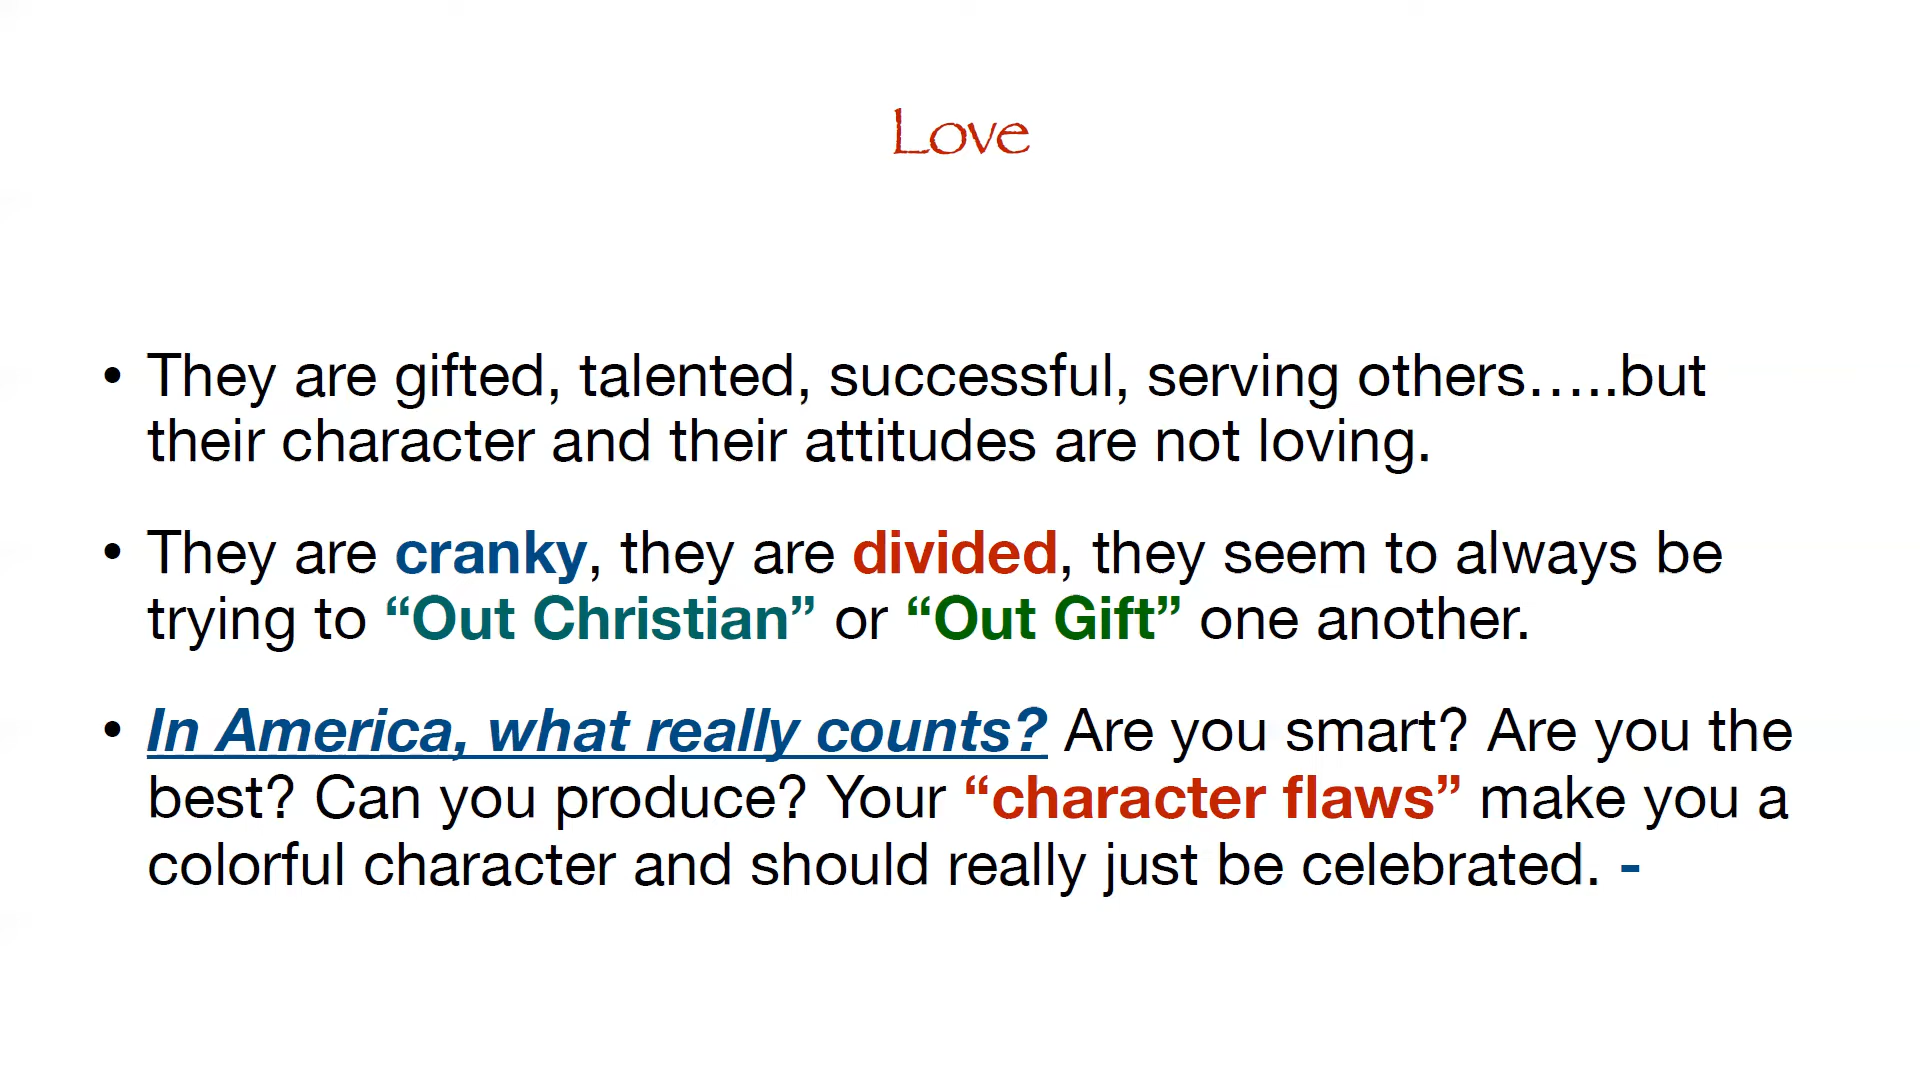 Love
• They are gifted, talented, successful, serving others…..but
their character and their attitudes are not loving.
• They are cranky, they are divided, they seem to always be
trying to “Out Christian” or “Out Gift” one another.
• In America, what really counts? Are you smart? Are you the
best? Can you produce? Your “character flaws” make you a
colorful character and should really just be celebrated. -